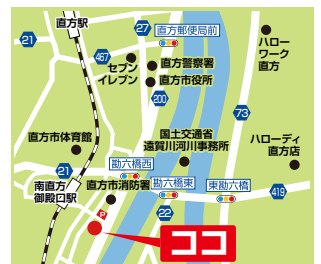 直方駅
21
27
直方郵便局前
467
セブン
イレブン
直方警察署
直方市役所
200
ハロー
ワーク
直方
73
国土交通省
遠賀川河川事務所
直方市体育館
ハローディ
直方店
21
勘六橋西
南直方
御殿口駅
直方市消防署
勘六橋東
東勘六橋
419
22
P
ココ